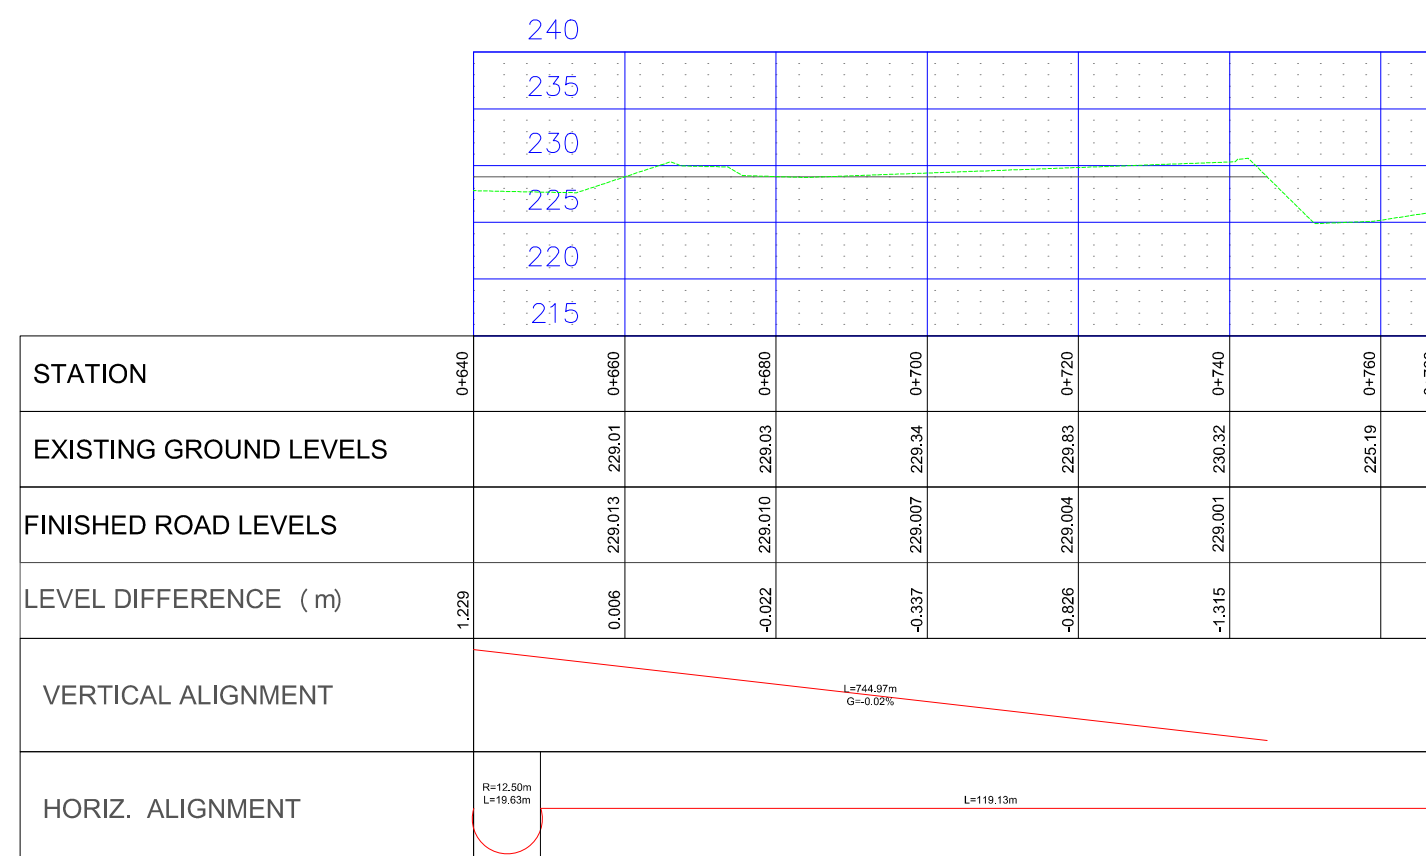 240
235
230
225
220
215
STATION
0+640
0+660
0+680
0+700
0+720
0+740
0+760
EXISTING GROUND LEVELS
229.01
229.03
229.34
229.83
230.32
225.19
FINISHED ROAD LEVELS
229.013
229.010
229.007
229.004
229.001
LEVEL DIFFERENCE ( m)
1.229
0.006
-0.022
-0.337
-0.826
-1.315
VERTICAL ALIGNMENT
L=744.97m
G=-0.02%
HORIZ. ALIGNMENT
R=12.50m
L=19.63m
L=119.13m